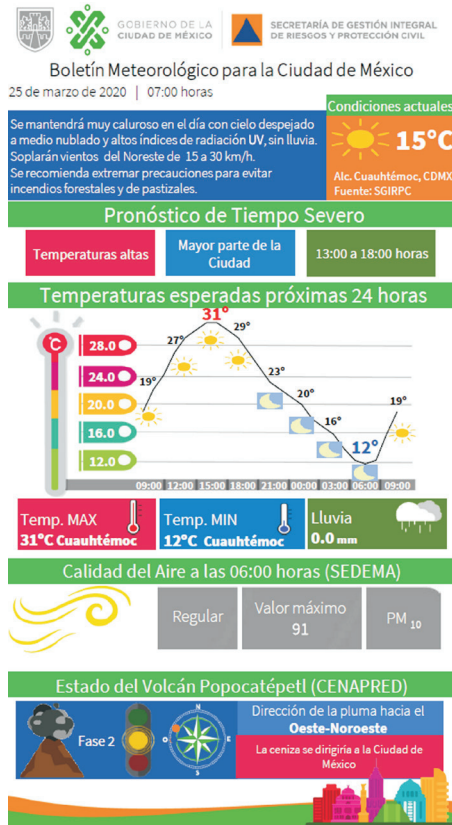 GOBIERNO DE LA
CIUDAD DE MÉXICO
SECRETARÍA DE GESTIÓN INTEGRAL
DE RIESGOS Y PROTECCIÓN CIVIL
Boletín Meteorológico para la Ciudad de México
25 de marzo de 2020 | 07:00 horas
Condiciones actuales
Se mantendrá muy caluroso en el día con cielo despejado
a medio nublado y altos índices de radiación UV, sin lluvia.
Soplarán vientos del Noreste de 15 a 30 km/h.
Se recomienda extremar precauciones para evitar
incendios forestales y de pastizales.
15°C
Alc. Cuauhtémoc, CDMX
Fuente: SGIRPC
Pronóstico de Tiempo Severo
Temperaturas altas
Mayor parte de la
Ciudad
13:00 a 18:00 horas
Temperaturas esperadas próximas 24 horas
°C
28.0
24.0
20.0
16.0
12.0
19°
27°
31°
29°
23°
20°
16°
12°
19°
09:00 12:00 15:00 18:00 21:00 00:00 03:00 06:00 09:00
Temp. MAX
31°C Cuauhtémoc
Temp. MIN
12°C Cuauhtémoc
Lluvia
0.0 mm
Calidad del Aire a las 06:00 horas (SEDEMA)
Regular
Valor máximo
91
PM 10
Estado del Volcán Popocatépetl (CENAPRED)
Fase 2
N
O
E
S
Dirección de la pluma hacia el
Oeste-Noroeste
La ceniza se dirigiría a la Ciudad de
México